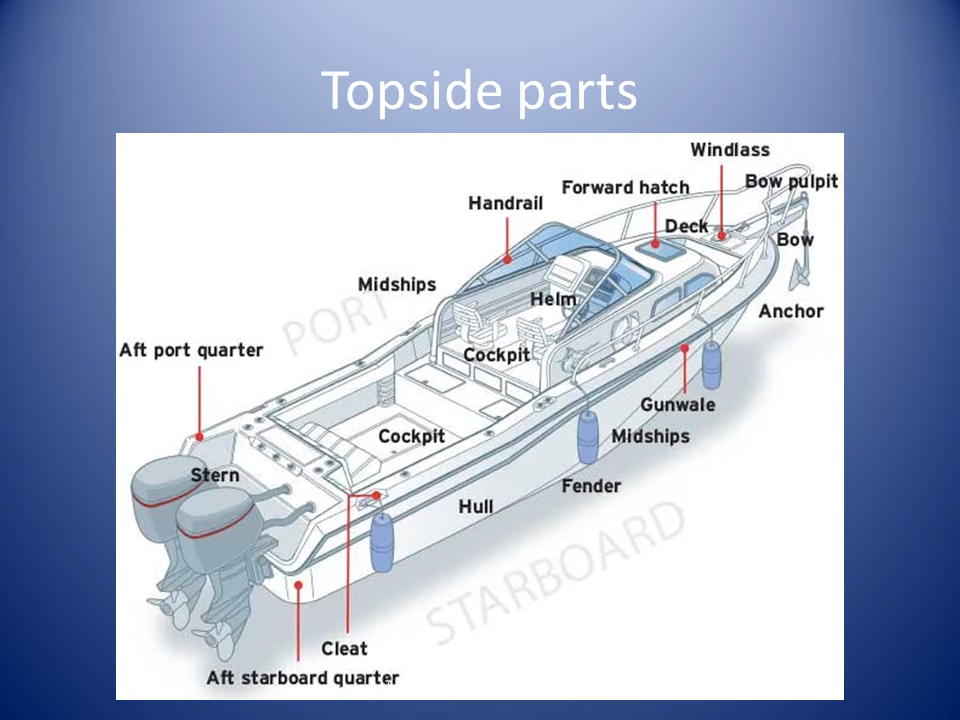 Topside parts
Windlass
Bow pulpit
Forward hatch
Handrail
Deck
Bow
Midships
Helm
Anchor
PORT
Aft port quarter
Cockpit
Gunwale
Cockpit
Midships
Stern
Fender
Hull
STARBOARD
Cleat
Aft starboard quarter